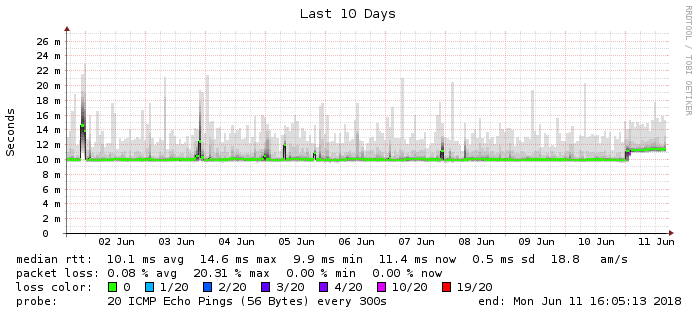 Last 10 Days
RRDTOOL / TOBI OETIKER
Seconds
26 m
24 m
22 m
20 m
18 m
16 m
14 m
12 m
10 m
8 m
6 m
4 m
2 m
0
02 Jun 03 Jun 04 Jun 05 Jun 06 Jun 07 Jun 08 Jun 09 Jun 10 Jun 11 Jun
median rtt: 10.1 ms avg 14.6 ms max 9.9 ms min 11.4 ms now 0.5 ms sd 18.8 am/s
packet loss: 0.08 % avg 20.31 % max 0.00 % min 0.00 % now
loss color: 0 1/20 2/20 3/20 4/20 10/20 19/20
probe: 20 ICMP Echo Pings (56 Bytes) every 300s end: Mon Jun 11 16:05:13 2018